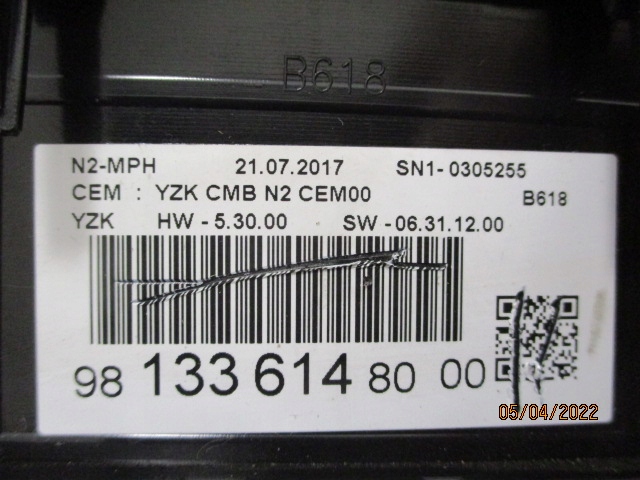 B618
N2-MPH 21.07.2017 SN1-0305255
CEM : YZK CMB N2 CEM00 B618
YZK HW - 5.30.00 SW - 06.31.12.00
98 133 614 80 00
05/04/2022